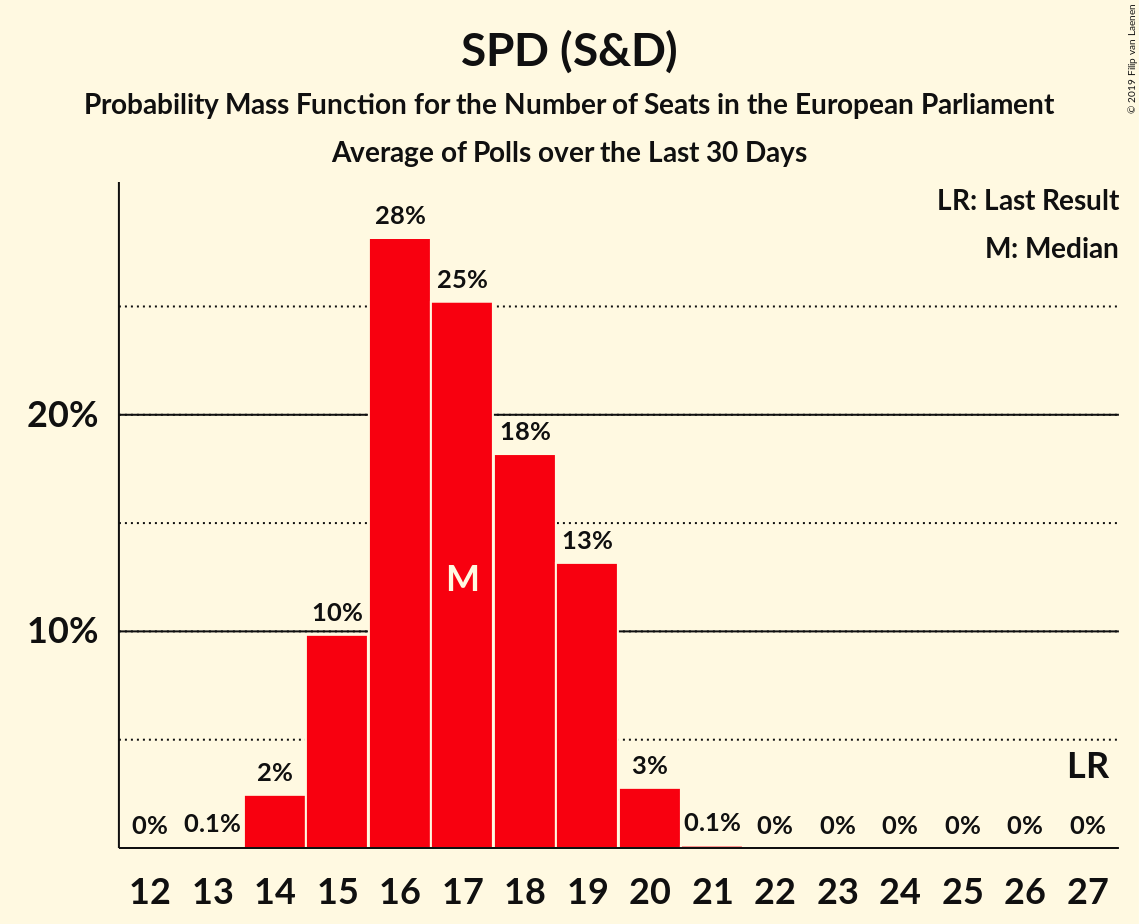 SPD (S&D)
Probability Mass Function for the Number of Seats in the European Parliament
Average of Polls over the Last 30 Days
© 2019 Filip van Laenen
LR: Last Result
M: Median
28%
25%
20%
18%
13%
M
10%
10%
LR
3%
2%
0%
0.1%
0.1%
0%
0%
0%
0%
0%
0%
12 13 14 15 16 17 18 19 20 21 22 23 24 25 26 27